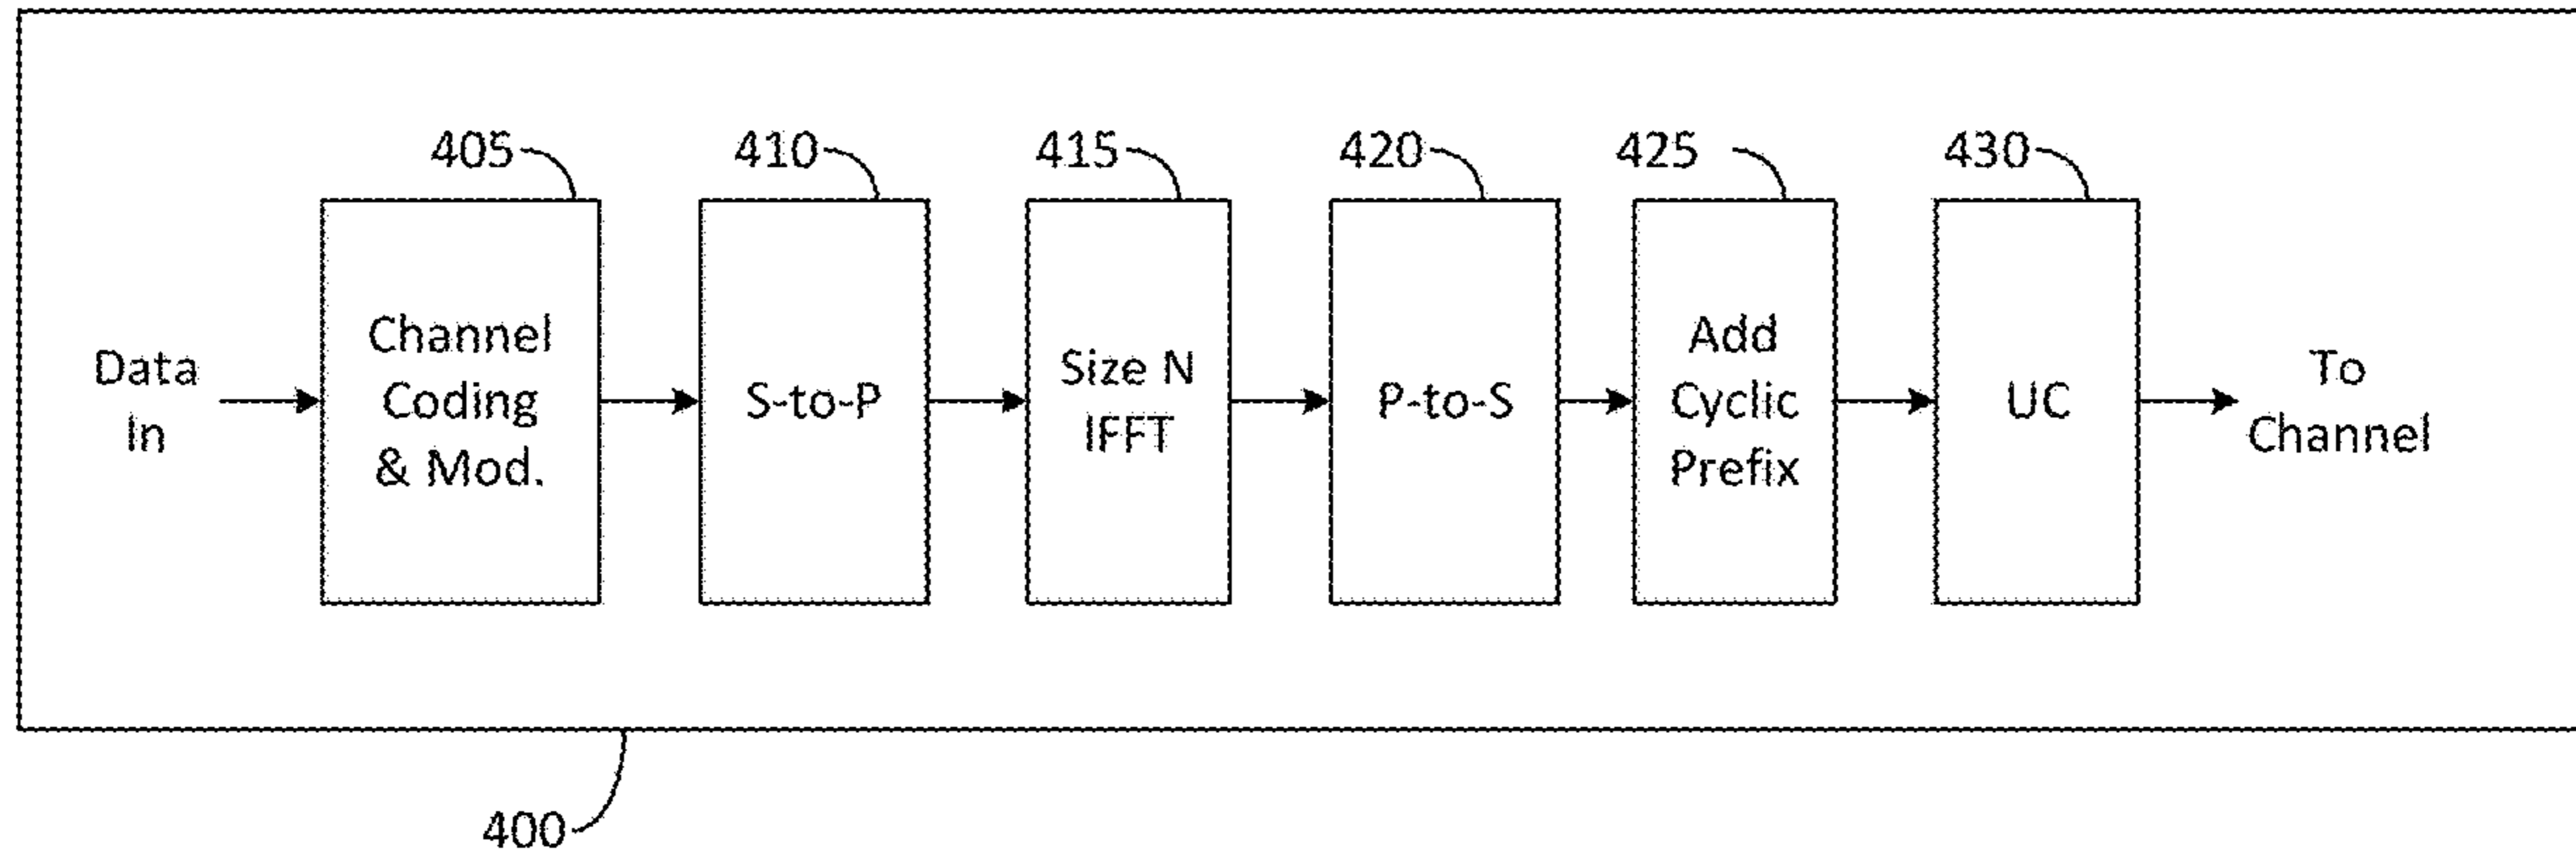 405
410
415
420
425
430
Data
In
Channel
Coding
& Mod.
S-to-P
Size N
IFFT
P-to-S
Add
Cyclic
Prefix
UC
To
Channel
400